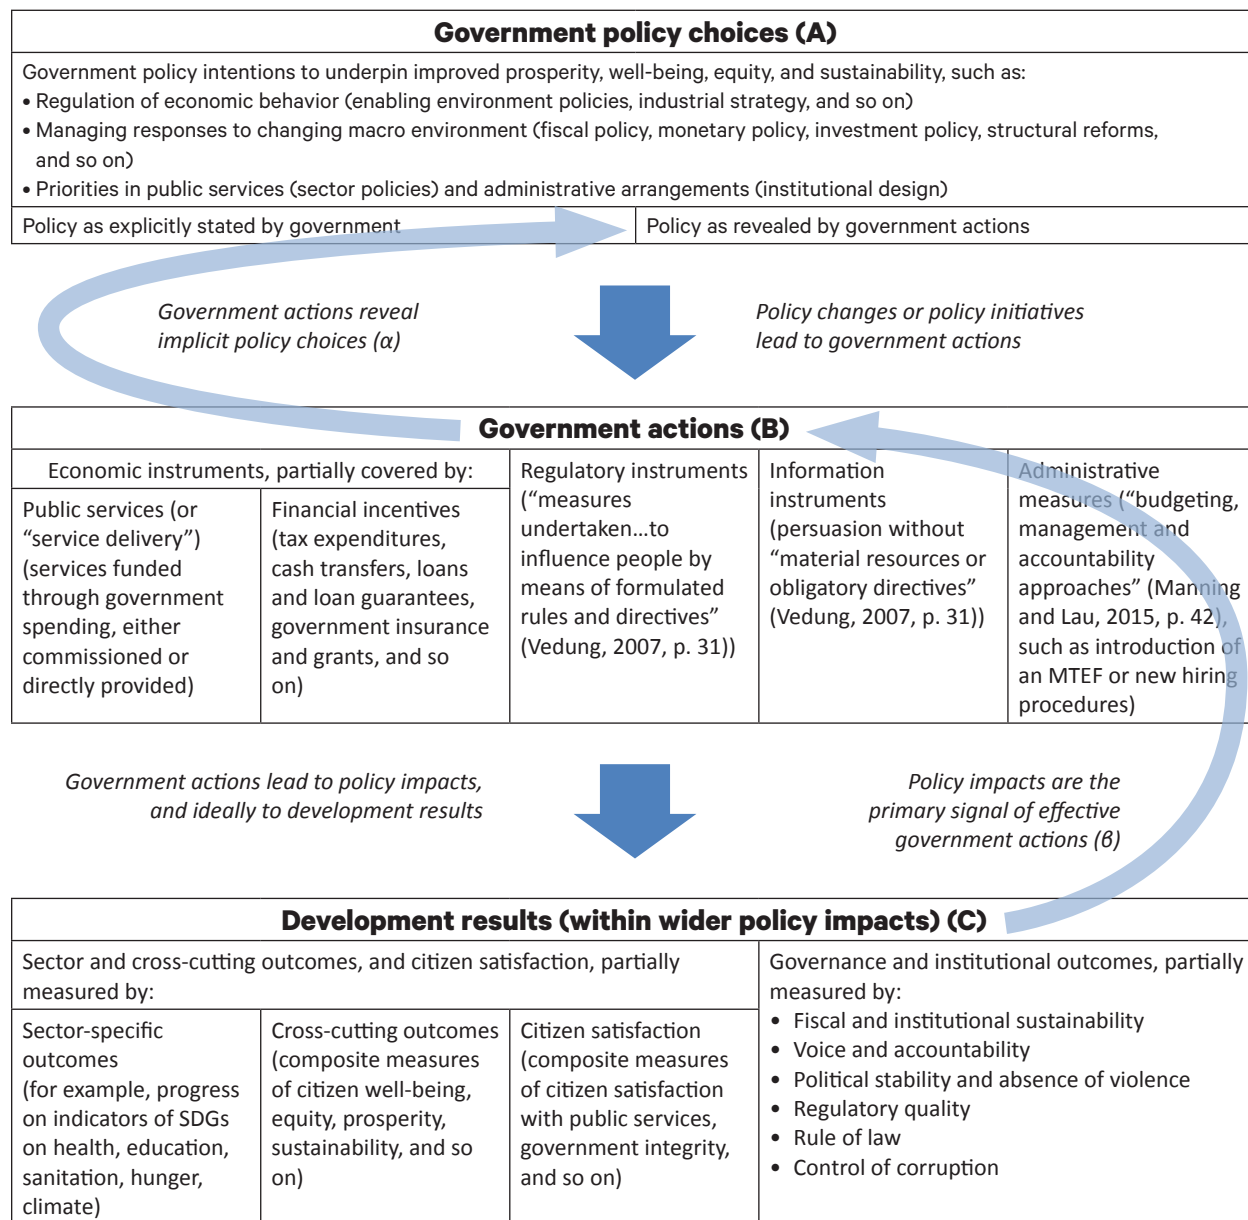 Government policy choices (A)
Government policy intentions to underpin improved prosperity, well-being, equity, and sustainability, such as:
• Regulation of economic behavior (enabling environment policies, industrial strategy, and so on)
• Managing responses to changing macro environment (fiscal policy, monetary policy, investment policy, structural reforms,
and so on)
• Priorities in public services (sector policies) and administrative arrangements (institutional design)
Policy as explicitly stated by government
Policy as revealed by government actions
Government actions reveal
implicit policy choices (α)
Policy changes or policy initiatives
lead to government actions
Government actions (B)
Economic instruments, partially covered by:
Public services (or
“service delivery”)
(services funded
through government
spending, either
commissioned or
directly provided)
Financial incentives
(tax expenditures,
cash transfers, loans
and loan guarantees,
government insurance
and grants, and so
on)
Regulatory instruments
(“measures
undertaken…to
influence people by
means of formulated
rules and directives”
(Vedung, 2007, p. 31))
Information
instruments
(persuasion without
“material resources or
obligatory directives”
(Vedung, 2007, p. 31))
Administrative
measures (“budgeting,
management and
accountability
approaches” (Manning
and Lau, 2015, p. 42),
such as introduction of
an MTEF or new hiring
procedures)
Government actions lead to policy impacts,
and ideally to development results
Policy impacts are the
primary signal of effective
government actions (β)
Development results (within wider policy impacts) (C)
Sector and cross-cutting outcomes, and citizen satisfaction, partially
measured by:
Sector-specific
outcomes
(for example, progress
on indicators of SDGs
on health, education,
sanitation, hunger,
climate)
Cross-cutting outcomes
(composite measures
of citizen well-being,
equity, prosperity,
sustainability, and so
on)
Citizen satisfaction
(composite measures
of citizen satisfaction
with public services,
government integrity,
and so on)
Governance and institutional outcomes, partially
measured by:
• Fiscal and institutional sustainability
• Voice and accountability
• Political stability and absence of violence
• Regulatory quality
• Rule of law
• Control of corruption